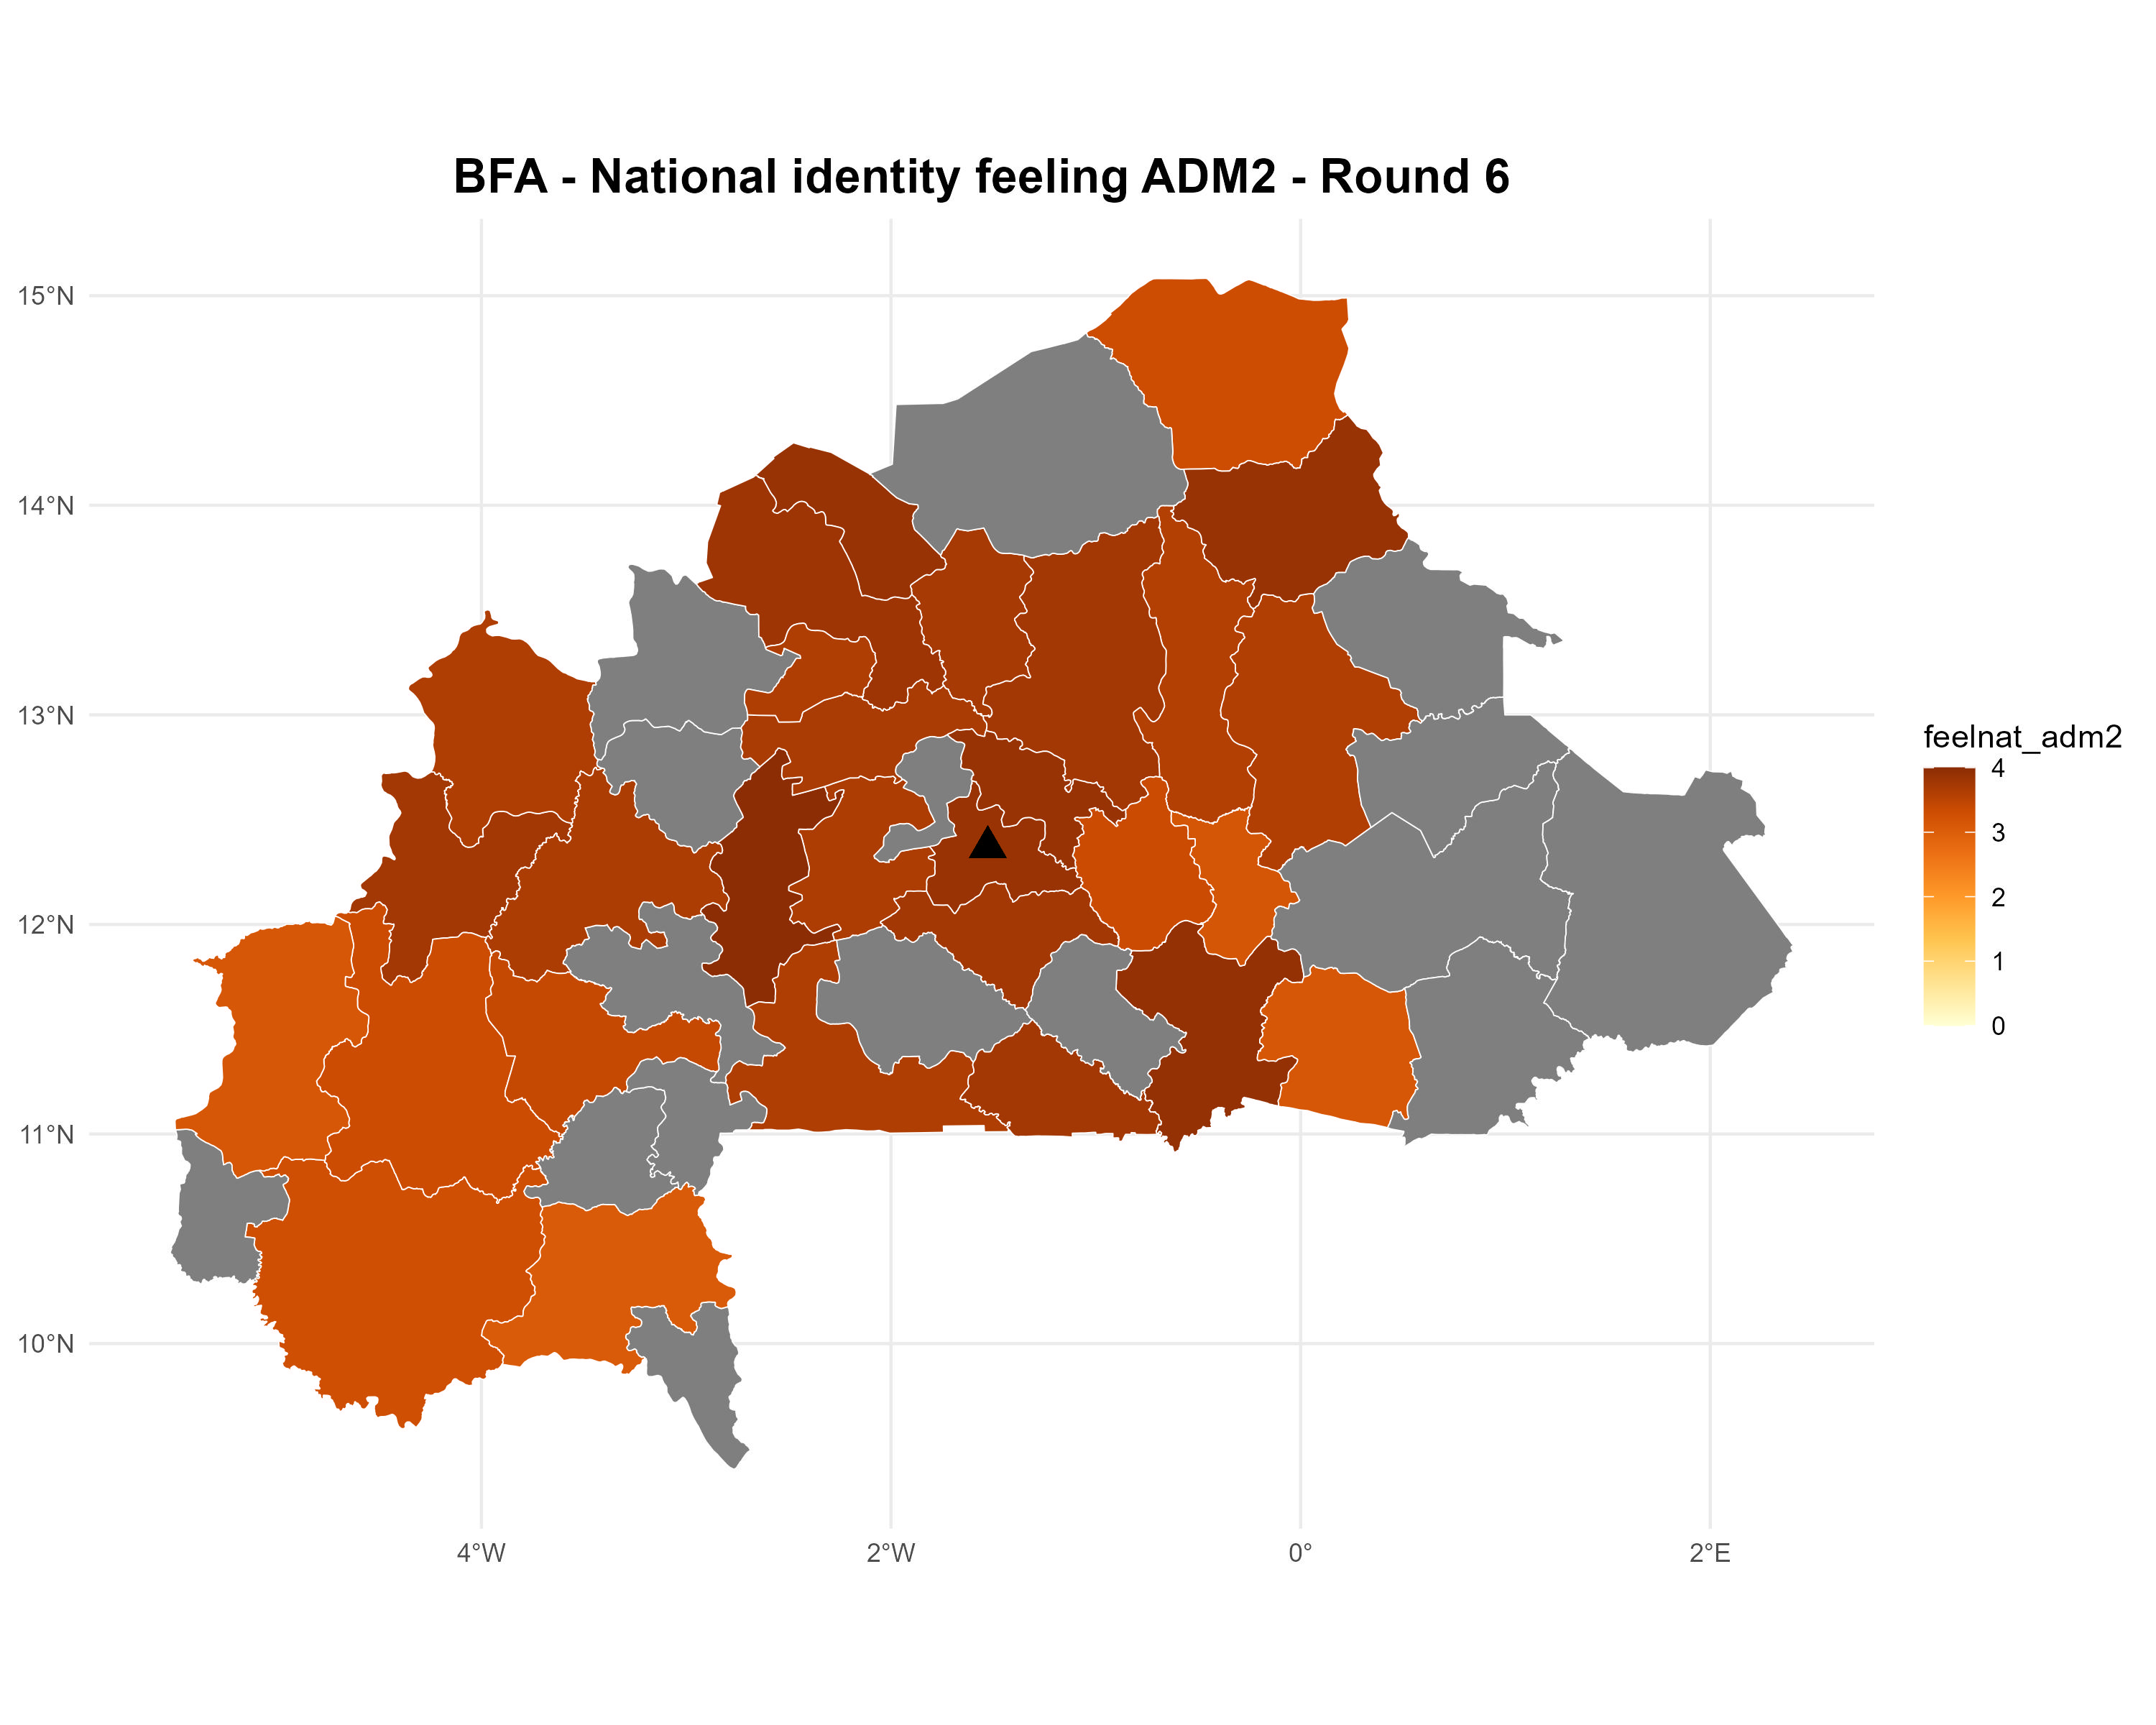 BFA - National identity feeling ADM2 - Round 6
15°N
14°N
13°N
12°N
11°N
10°N
4°W
2°W
0°
2°E
feelnat_adm2
4
3
2
1
0